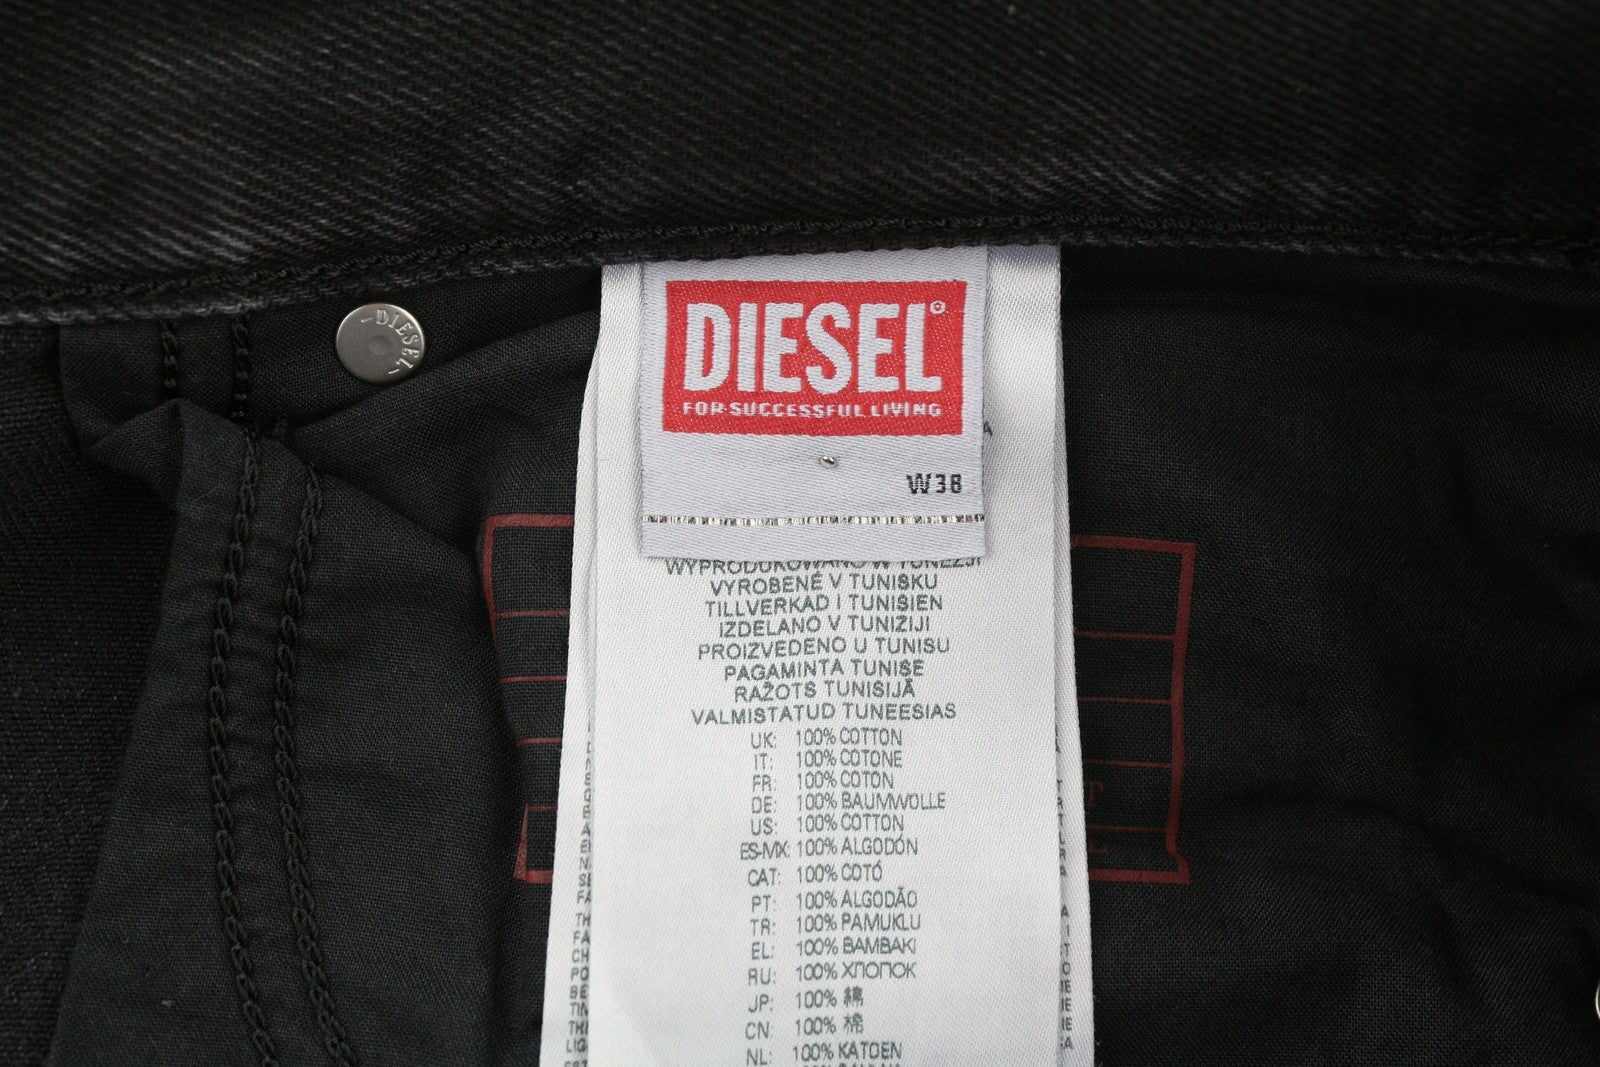 DIESEL
DIESEL
FOR SUCCESSFUL LIVING
W38
WYPRODUKOWANO W TUNEZJI
VYROBENÉ V TUNISKU
TILLVERKAD I TUNISIEN
IZDELANO V TUNIZIJI
PROIZVEDENO U TUNISU
PAGAMINTA TUNISE
RAŽOTS TUNISIJĀ
VALMISTATUD TUNEESIAS
UK: 100% COTTON
IT: 100% COTONE
FR: 100% COTON
DE: 100% BAUMWOLLE
US: 100% COTTON
ES-MX: 100% ALGODÓN
CAT: 100% COTÓ
PT: 100% ALGODÃO
TR: 100% PAMUKLU
EL: 100% BAMBAKI
RU: 100% ХЛОПОК
JP: 100% 綿
CN: 100% 棉
NL: 100% KATOEN